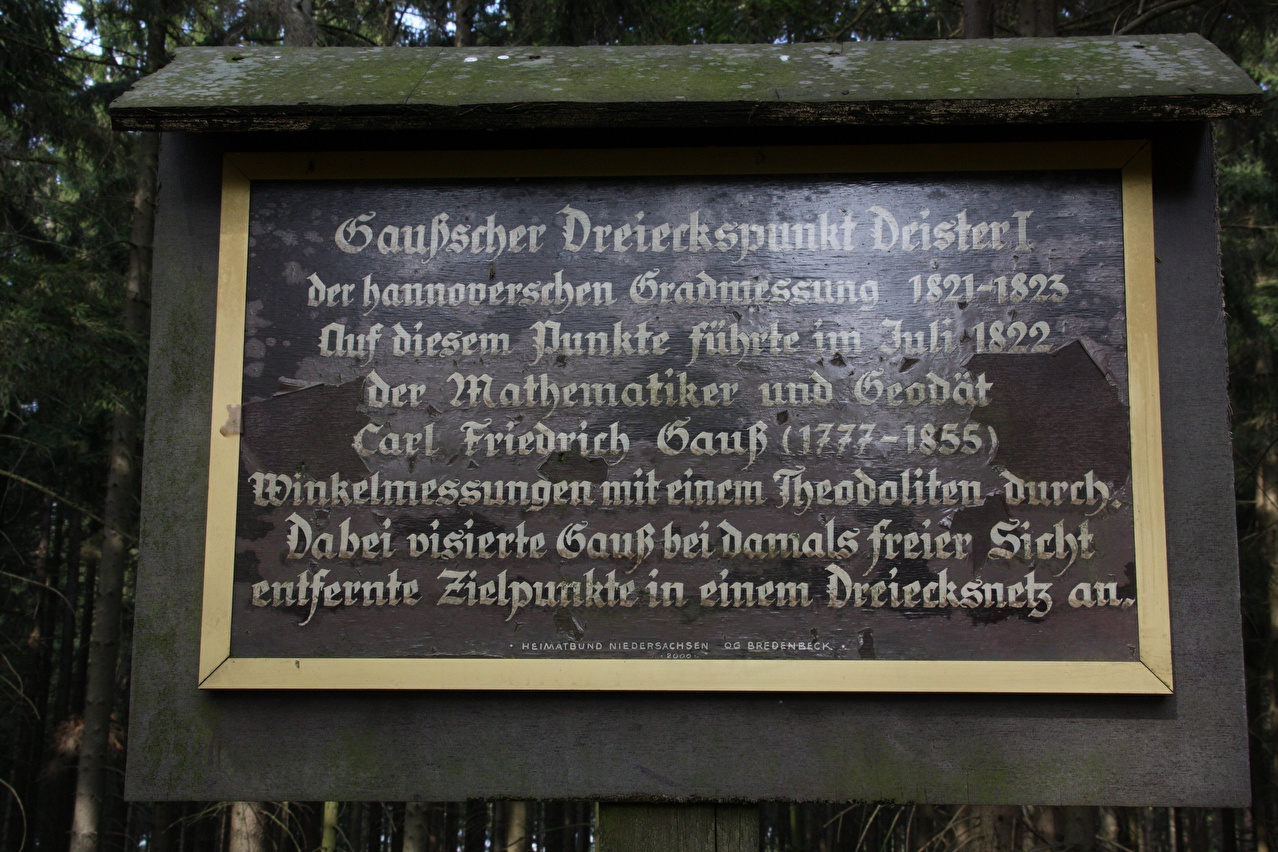 Gaußscher Dreieckspunkt Deister I
der hannoverschen Gradmessung 1821-1823
Auf diesem Punkte führte im Juli 1822
der Mathematiker und Geodät
Carl Friedrich Gauß (1777-1855)
Winkelmessungen mit einem Theodoliten durch.
Dabei visierte Gauß bei damals freier Sicht
entfernte Zielpunkte in einem Dreiecksnetz an.
· HEIMATBUND NIEDERSACHSEN OG BREDENBECK ·
· 2000 ·